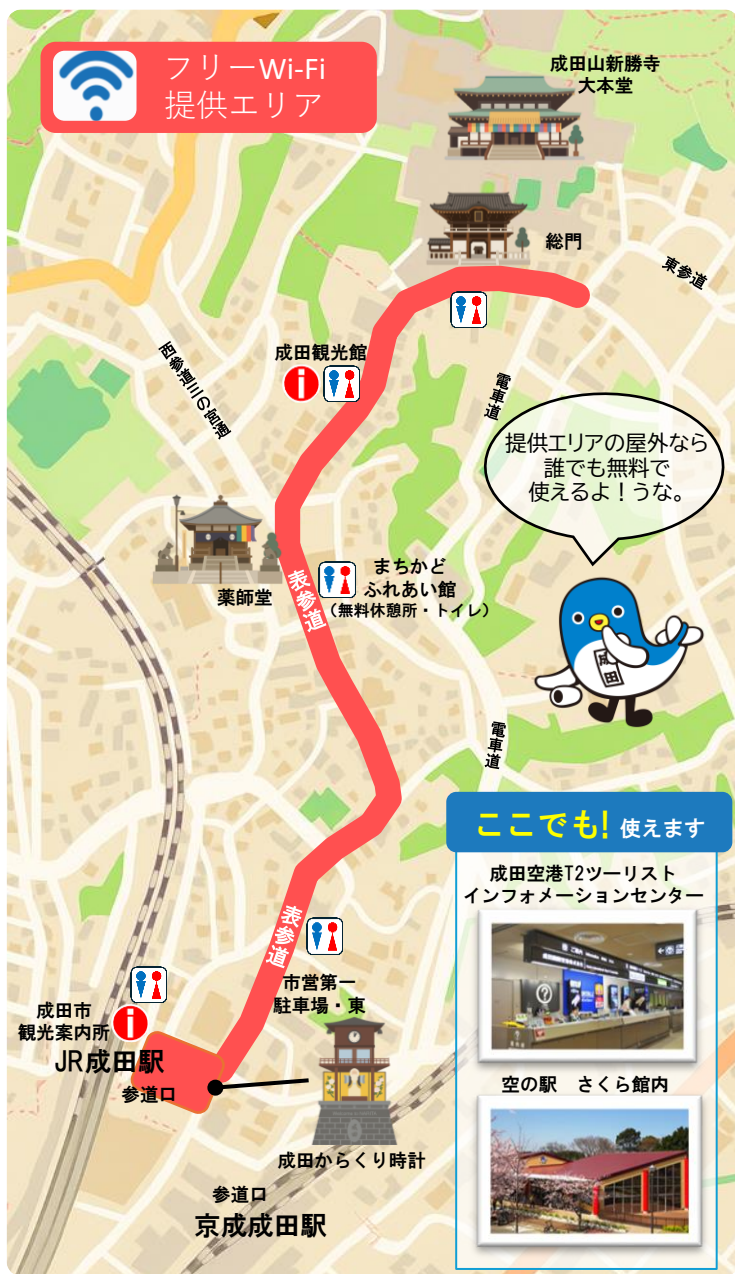 フリーWi-Fi
提供エリア
成田山新勝寺
大本堂
総門
東参道
成田観光館
西参道三の宮通
電車道
提供エリアの屋外なら
誰でも無料で
使えるよ！うな。
薬師堂
表参道
まちかど
ふれあい館
（無料休憩所・トイレ）
成田
電車道
ここでも! 使えます
成田空港T2ツーリスト
インフォメーションセンター
表参道
市営第一
駐車場・東
成田市
観光案内所
JR成田駅
参道口
空の駅 さくら館内
成田からくり時計
参道口
京成成田駅